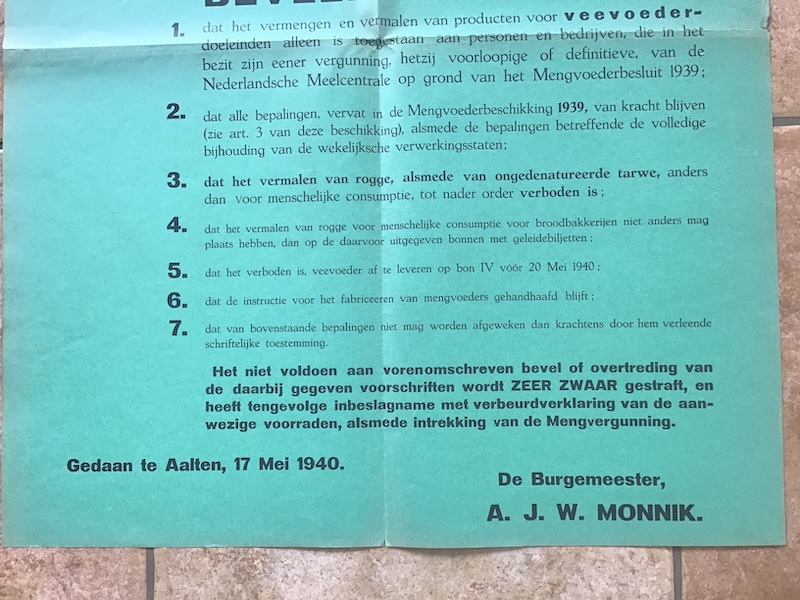 1. dat het vermengen en vermalen van producten voor veevoeder-
doeleinden alleen is toegestaan aan personen en bedrijven, die in het
bezit zijn eener vergunning, hetzij voorloopige of definitieve, van de
Nederlandsche Meelcentrale op grond van het Mengvoederbesluit 1939;
2. dat alle bepalingen, vervat in de Mengvoederbeschikking 1939, van kracht blijven
(zie art. 3 van deze beschikking), alsmede de bepalingen betreffende de volledige
bijhouding van de wekelijksche verwerkingsstaten;
3. dat het vermalen van rogge, alsmede van ongedenatureerde tarwe, anders
dan voor menschelijke consumptie, tot nader order verboden is;
4. dat het vermalen van rogge voor menschelijke consumptie voor broodbakkerijen niet anders mag
plaats hebben, dan op de daarvoor uitgegeven bonnen met geleidebiljetten;
5. dat het verboden is, veevoeder af te leveren op bon IV vóór 20 Mei 1940;
6. dat de instructie voor het fabriceeren van mengvoeders gehandhaafd blijft;
7. dat van bovenstaande bepalingen niet mag worden afgeweken dan krachtens door hem verleende
schriftelijke toestemming.
Het niet voldoen aan vorenomschreven bevel of overtreding van
de daarbij gegeven voorschriften wordt ZEER ZWAAR gestraft, en
heeft tengevolge inbeslagname met verbeurdverklaring van de aan-
wezige voorraden, alsmede intrekking van de Mengvergunning.
Gedaan te Aalten, 17 Mei 1940.
De Burgemeester,
A. J. W. MONNIK.